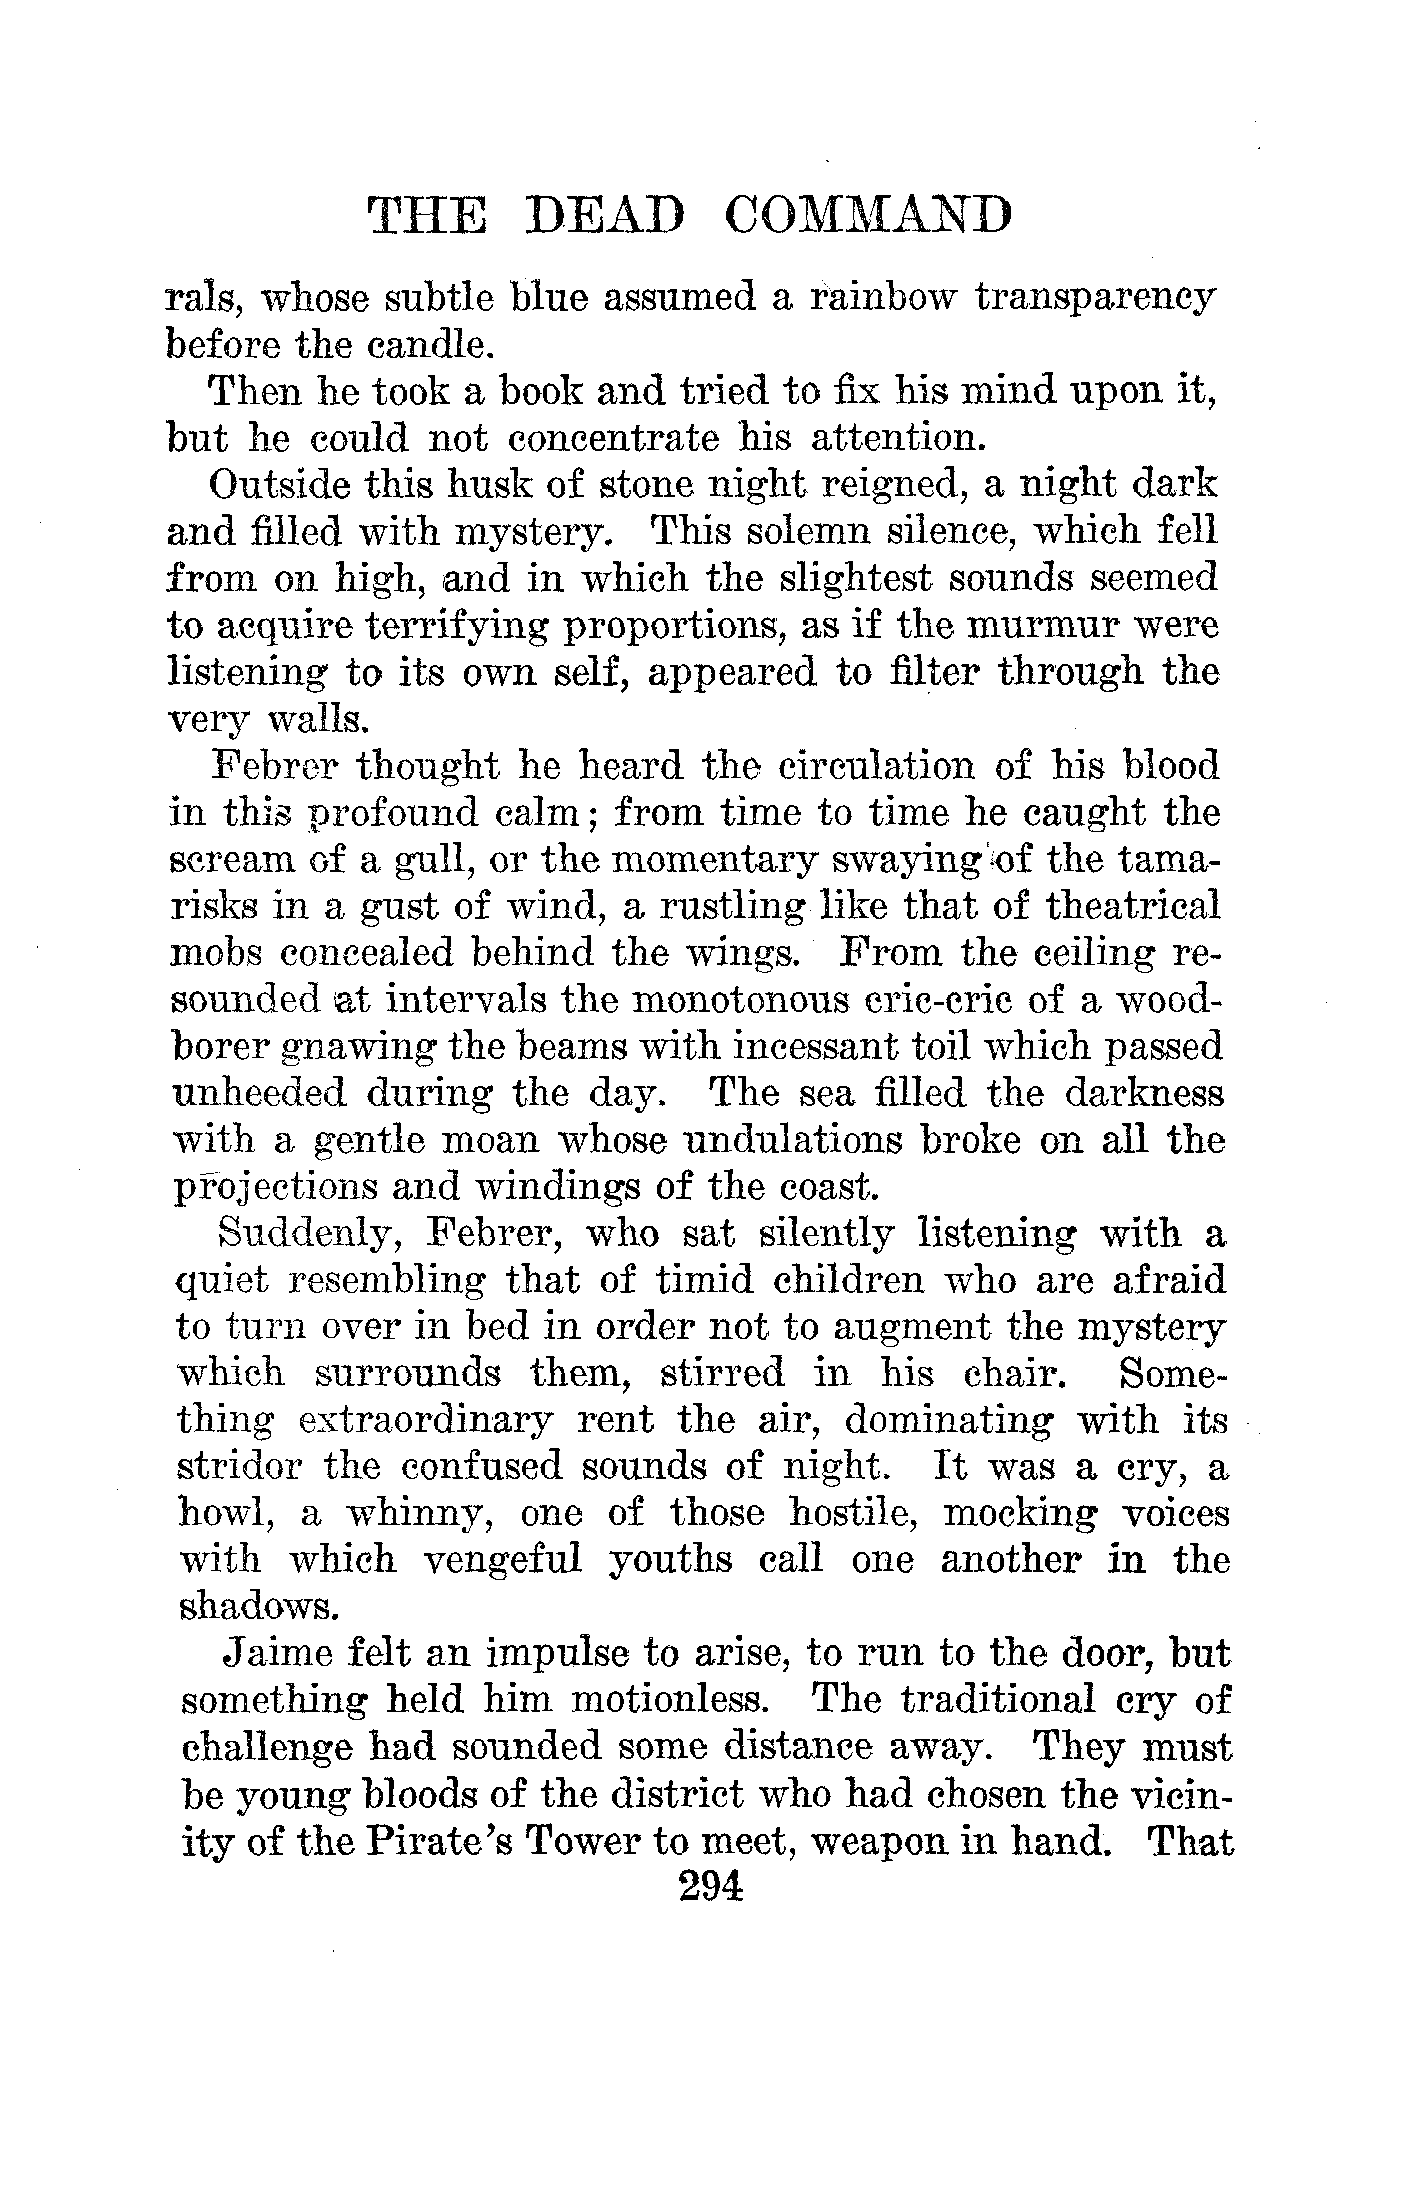 THE DEAD COMMAND
rals, whose subtle blue assumed a rainbow transparency
before the candle.
Then he took a book and tried to fix his mind upon it,
but he could not concentrate his attention.
Outside this husk of stone night reigned, a night dark
and filled with mystery. This solemn silence, which fell
from on high, and in which the slightest sounds seemed
to acquire terrifying proportions, as if the murmur were
listening to its own self, appeared to filter through the
very walls.
Febrer thought he heard the circulation of his blood
in this profound calm; from time to time he caught the
scream of a gull, or the momentary swaying of the tama-
risks in a gust of wind, a rustling like that of theatrical
mobs concealed behind the wings. From the ceiling re-
sounded at intervals the monotonous cric-cric of a wood-
borer gnawing the beams with incessant toil which passed
unheeded during the day. The sea filled the darkness
with a gentle moan whose undulations broke on all the
projections and windings of the coast.
Suddenly, Febrer, who sat silently listening with a
quiet resembling that of timid children who are afraid
to turn over in bed in order not to augment the mystery
which surrounds them, stirred in his chair. Some-
thing extraordinary rent the air, dominating with its
stridor the confused sounds of night. It was a cry, a
howl, a whinny, one of those hostile, mocking voices
with which vengeful youths call one another in the
shadows.
Jaime felt an impulse to arise, to run to the door, but
something held him motionless. The traditional cry of
challenge had sounded some distance away. They must
be young bloods of the district who had chosen the vicin-
ity of the Pirate's Tower to meet, weapon in hand. That
294